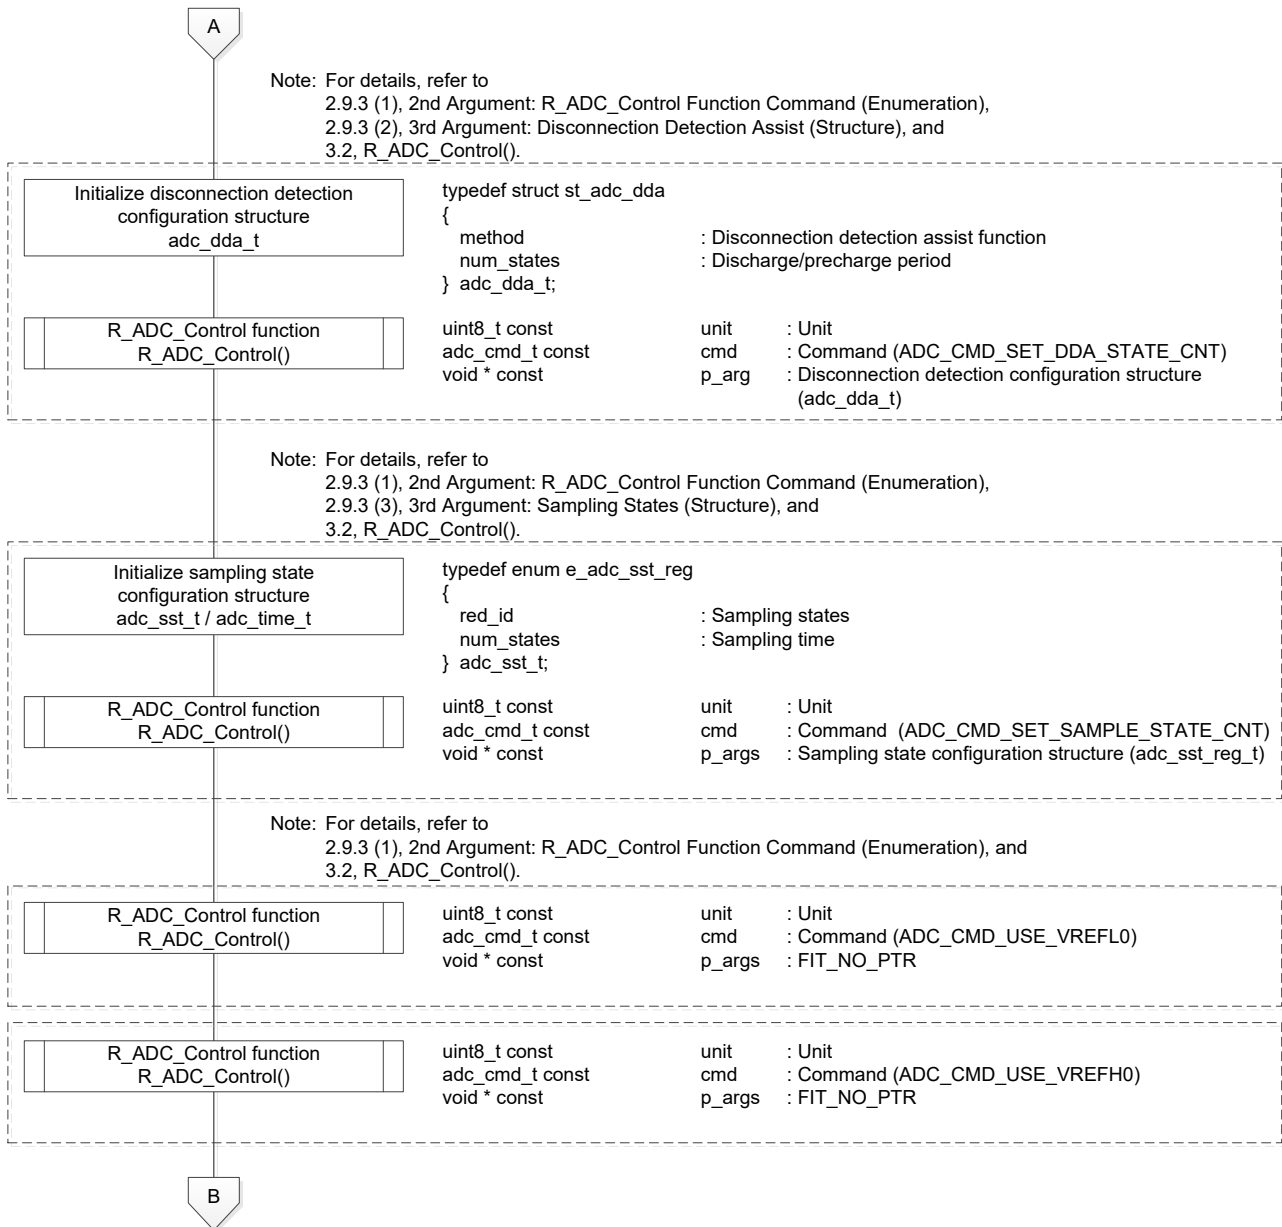 A
Note: For details, refer to
2.9.3 (1), 2nd Argument: R_ADC_Control Function Command (Enumeration),
2.9.3 (2), 3rd Argument: Disconnection Detection Assist (Structure), and
3.2, R_ADC_Control().
Initialize disconnection detection
configuration structure
adc_dda_t
typedef struct st_adc_dda
{
method : Disconnection detection assist function
num_states : Discharge/precharge period
} adc_dda_t;
R_ADC_Control function
R_ADC_Control()
uint8_t const unit : Unit
adc_cmd_t const cmd : Command (ADC_CMD_SET_DDA_STATE_CNT)
void * const p_arg : Disconnection detection configuration structure
(adc_dda_t)
Note: For details, refer to
2.9.3 (1), 2nd Argument: R_ADC_Control Function Command (Enumeration),
2.9.3 (3), 3rd Argument: Sampling States (Structure), and
3.2, R_ADC_Control().
Initialize sampling state
configuration structure
adc_sst_t / adc_time_t
typedef enum e_adc_sst_reg
{
red_id : Sampling states
num_states : Sampling time
} adc_sst_t;
R_ADC_Control function
R_ADC_Control()
uint8_t const unit : Unit
adc_cmd_t const cmd : Command (ADC_CMD_SET_SAMPLE_STATE_CNT)
void * const p_args : Sampling state configuration structure (adc_sst_reg_t)
Note: For details, refer to
2.9.3 (1), 2nd Argument: R_ADC_Control Function Command (Enumeration), and
3.2, R_ADC_Control().
R_ADC_Control function
R_ADC_Control()
uint8_t const unit : Unit
adc_cmd_t const cmd : Command (ADC_CMD_USE_VREFL0)
void * const p_args : FIT_NO_PTR
R_ADC_Control function
R_ADC_Control()
uint8_t const unit : Unit
adc_cmd_t const cmd : Command (ADC_CMD_USE_VREFH0)
void * const p_args : FIT_NO_PTR
B